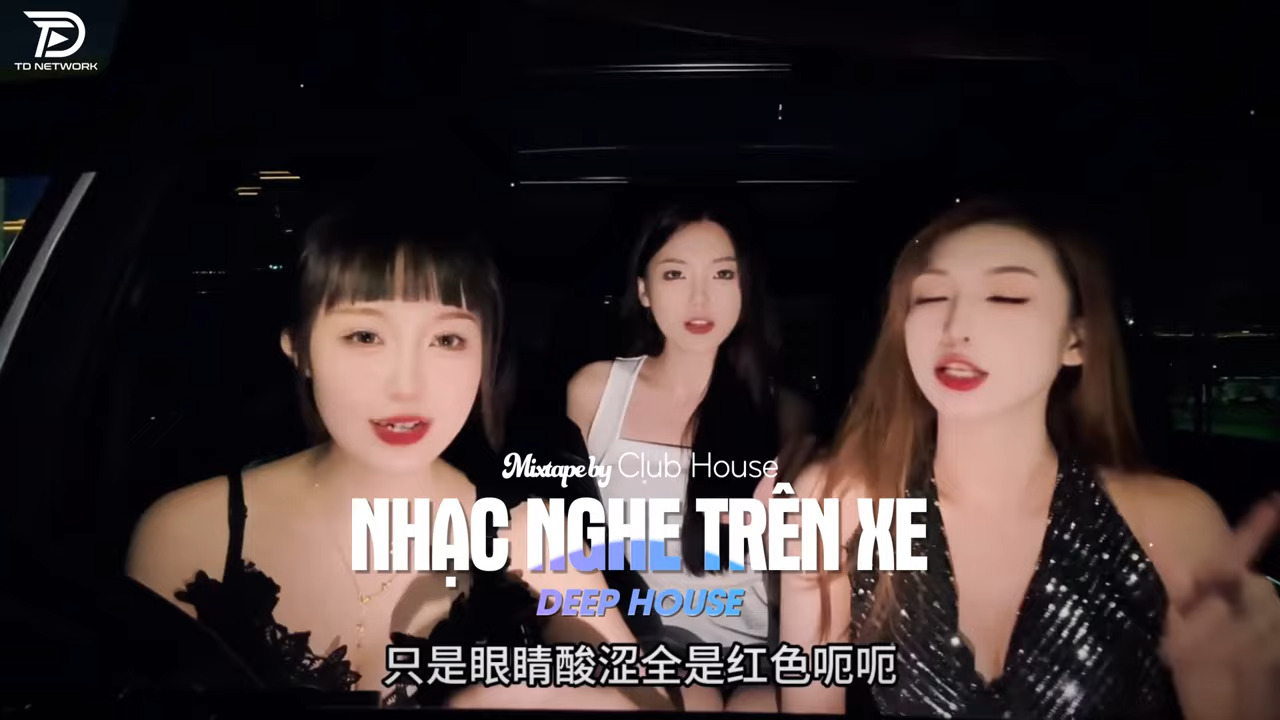 TD NETWORK
Mixtape by Club House
NHẠC NGHE TRÊN XE
DEEP HOUSE
只是眼睛酸涩全是红色呃呃